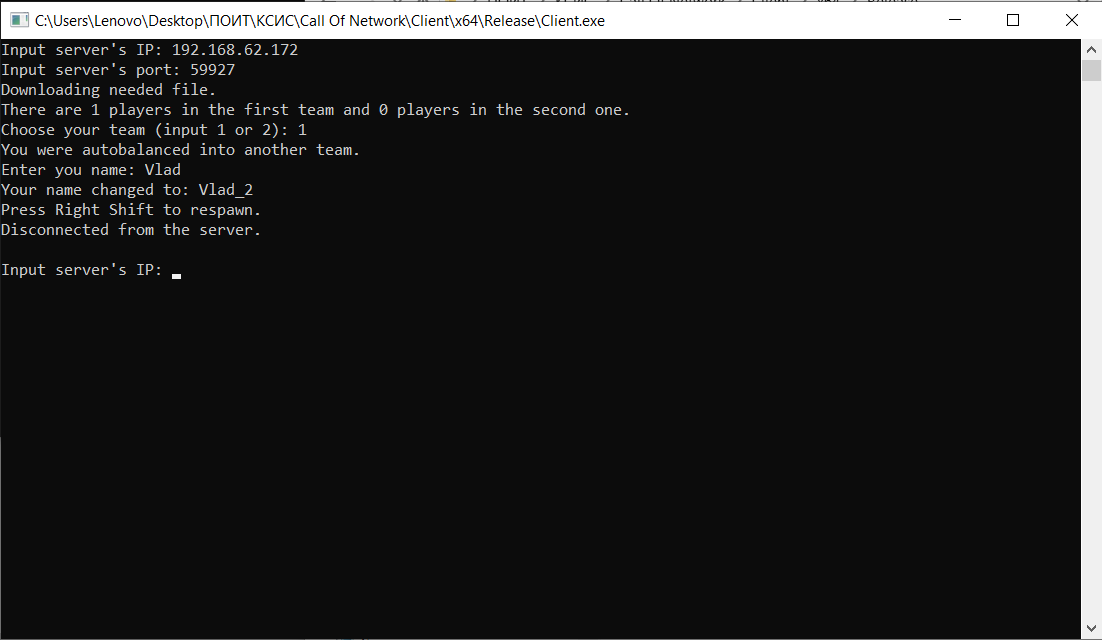 C:\Users\Lenovo\Desktop\ПОИТ\КСИС\Call Of Network\Client\x64\Release\Client.exe
Input server's IP: 192.168.62.172
Input server's port: 59927
Downloading needed file.
There are 1 players in the first team and 0 players in the second one.
Choose your team (input 1 or 2): 1
You were autobalanced into another team.
Enter you name: Vlad
Your name changed to: Vlad_2
Press Right Shift to respawn.
Disconnected from the server.
Input server's IP: